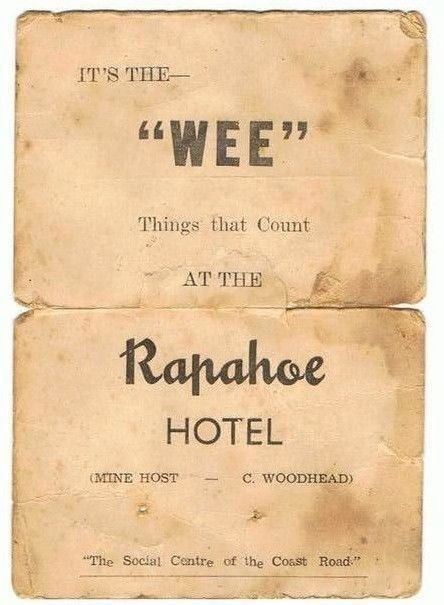 IT'S THE—
"WEE"
Things that Count
AT THE
Rapahoe
HOTEL
(MINE HOST — C. WOODHEAD)
"The Social Centre of the Coast Road."